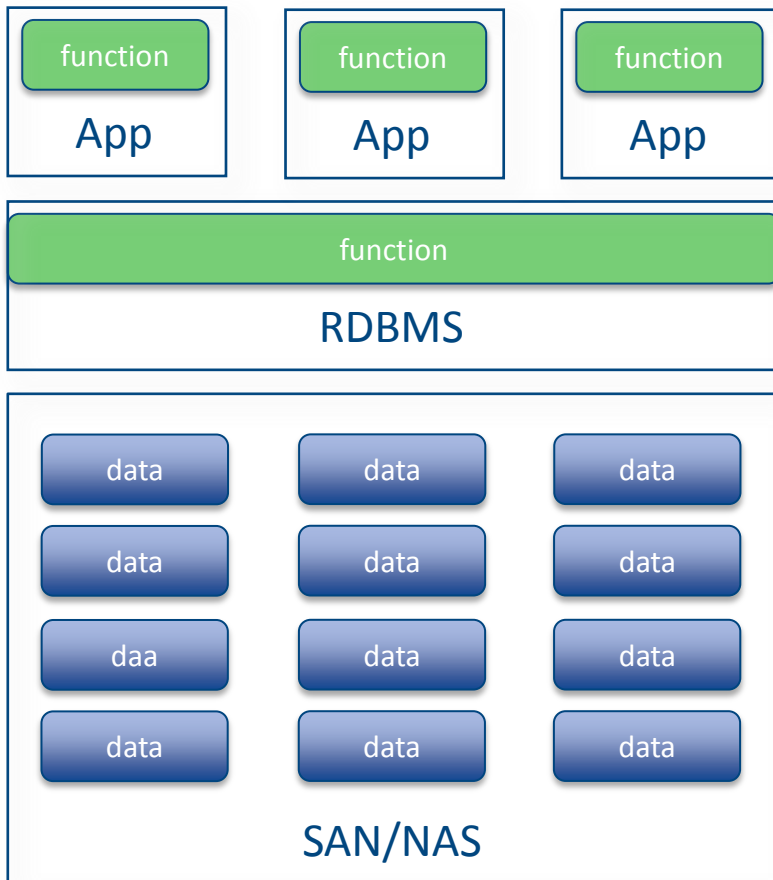 function function function
App App App
function
RDBMS
data data data
data data data
daa data data
data data data
SAN/NAS